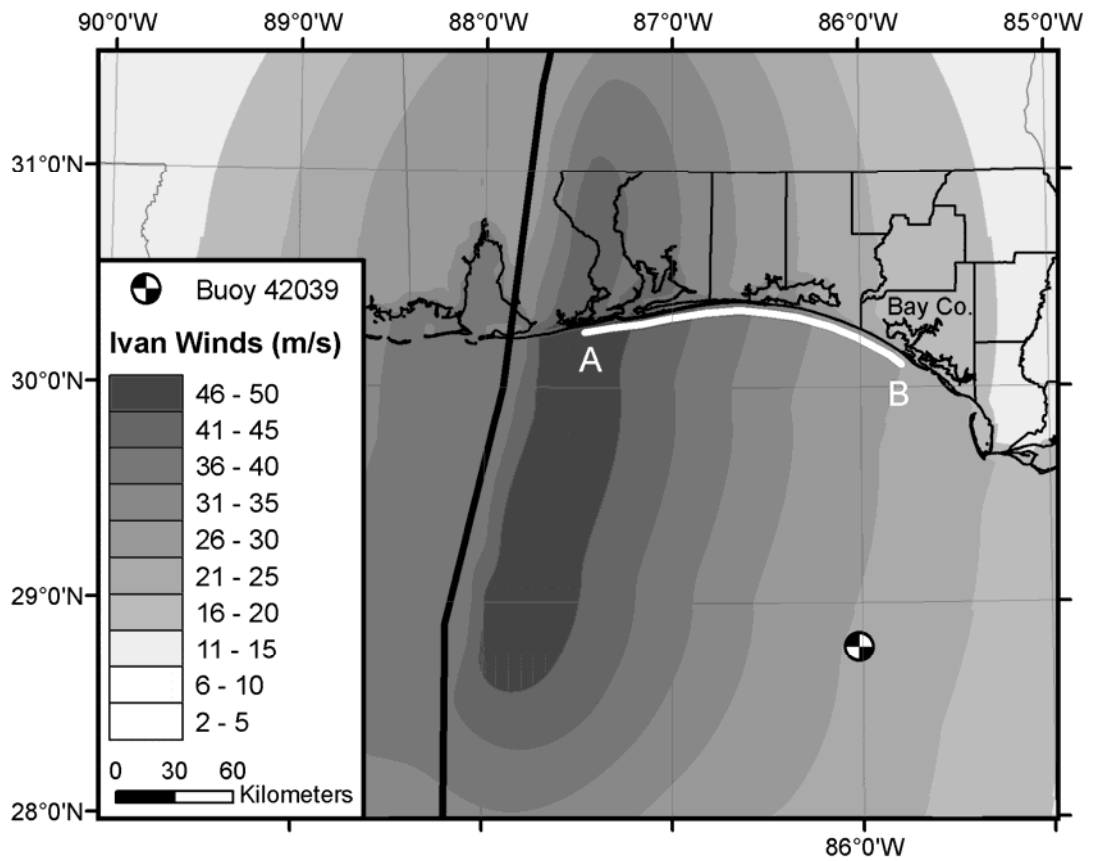 90°0'W 89°0'W 88°0'W 87°0'W 86°0'W 85°0'W
31°0'N
Buoy 42039
Bay Co.
Ivan Winds (m/s)
30°0'N
A
B
46 - 50
41 - 45
36 - 40
31 - 35
26 - 30
21 - 25
29°0'N
16 - 20
11 - 15
6 - 10
2 - 5
0 30 60
Kilometers
28°0'N
86°0'W